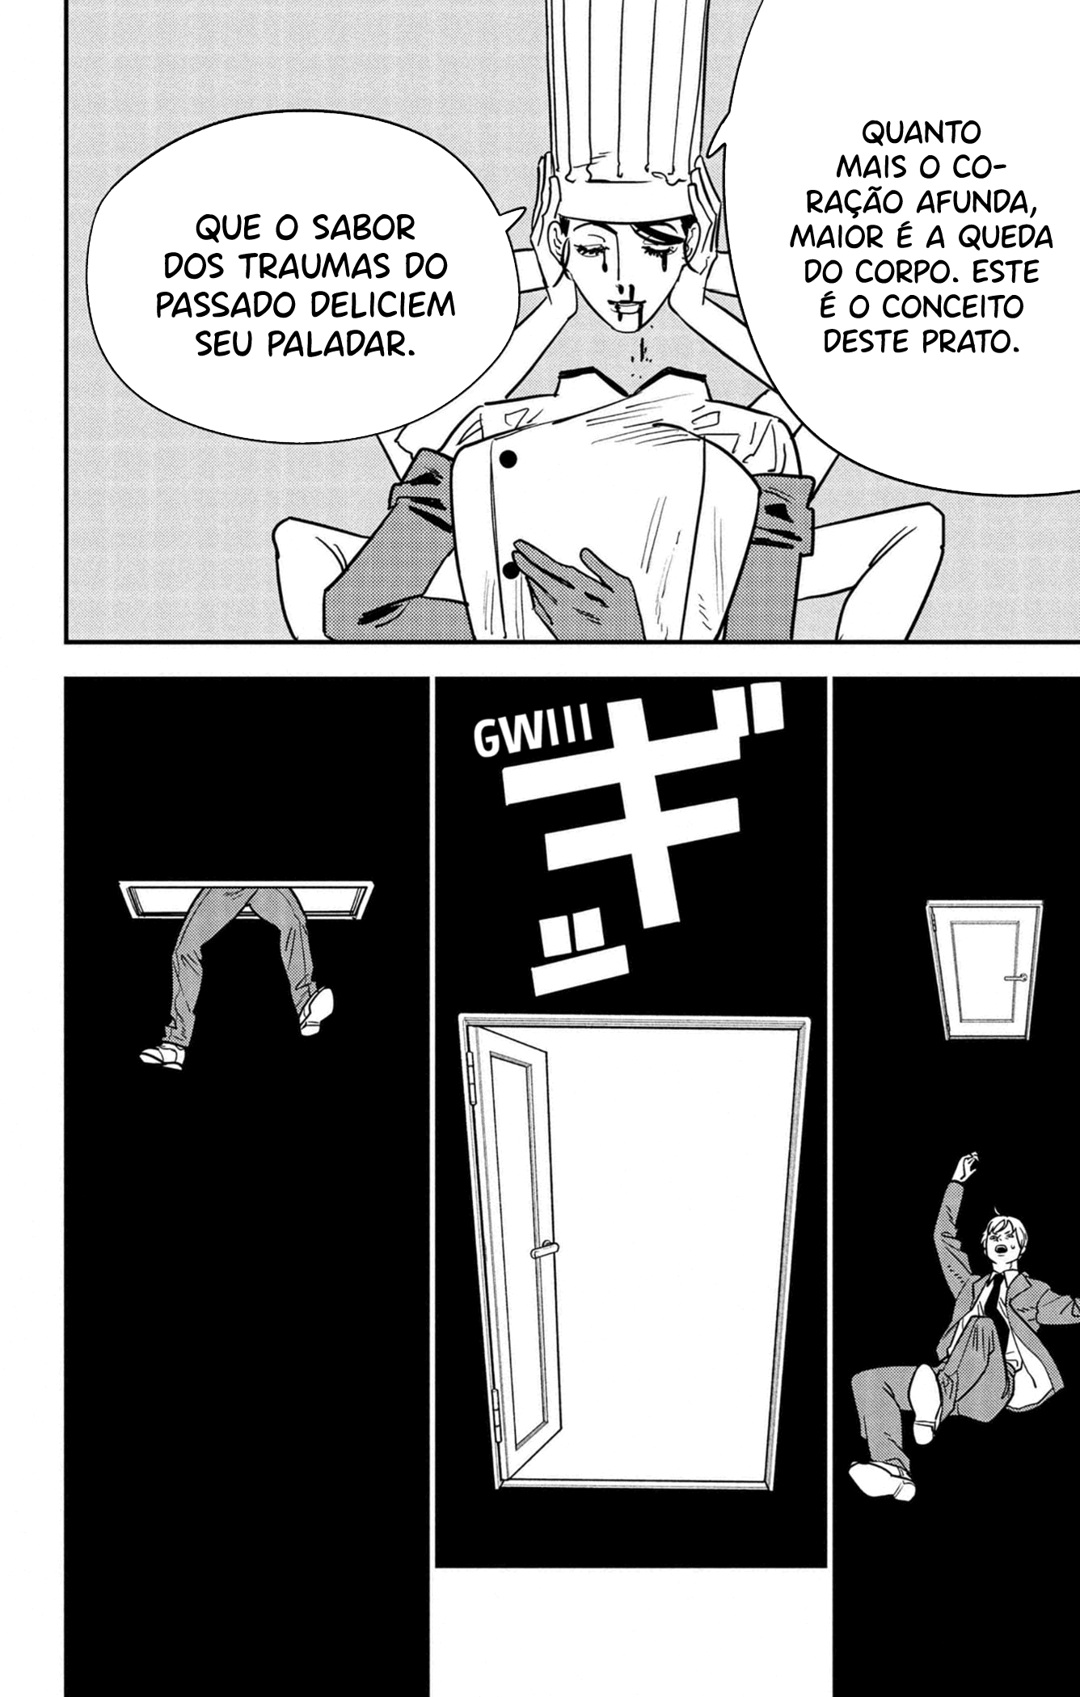 QUANTO
MAIS O CO-
RAÇÃO AFUNDA,
MAIOR É A QUEDA
DO CORPO. ESTE
É O CONCEITO
DESTE PRATO.
QUE O SABOR
DOS TRAUMAS DO
PASSADO DELICIEM
SEU PALADAR.
GWIII
ギ